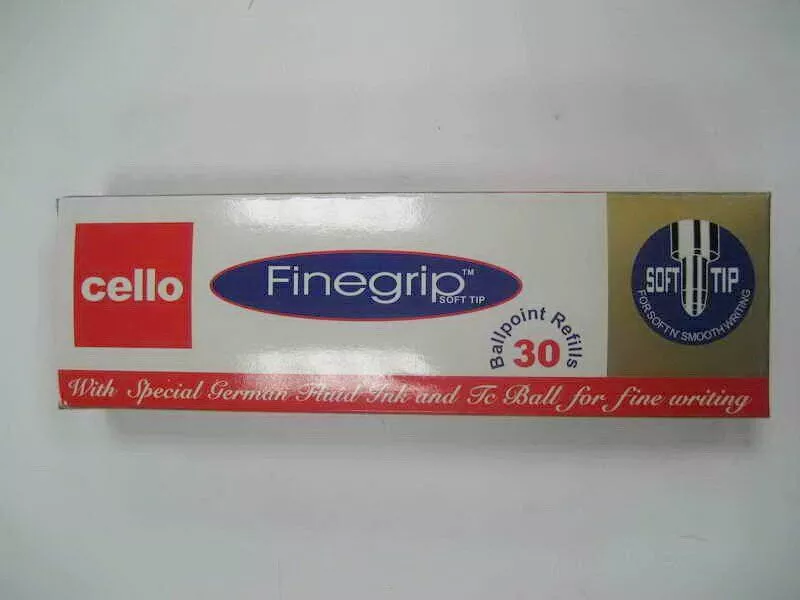 cello
Finegrip™
SOFT TIP
Ballpoint Refills
30
SOFT TIP
FOR SOFT N' SMOOTH WRITING
With Special German Fluid Ink and Tc Ball for fine writing